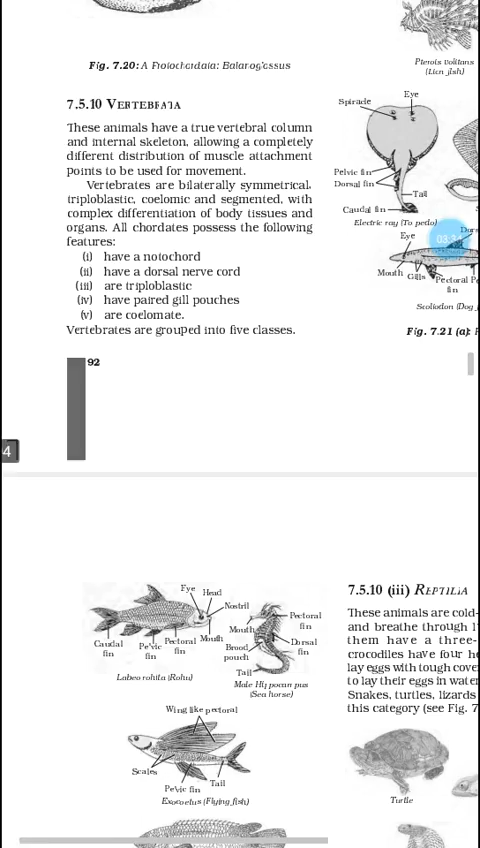 Fig. 7.20: A Protochordata: Balanoglossus
Pterois volitans
(Lion fish)
7.5.10 VERTEBRATA
These animals have a true vertebral column
and internal skeleton, allowing a completely
different distribution of muscle attachment
points to be used for movement.
Vertebrates are bilaterally symmetrical,
triploblastic, coelomic and segmented, with
complex differentiation of body tissues and
organs. All chordates possess the following
features:
(i) have a notochord
(ii) have a dorsal nerve cord
(iii) are triploblastic
(iv) have paired gill pouches
(v) are coelomate.
Vertebrates are grouped into five classes.
92
Eye
Spiracle
Pelvic fin
Dorsal fin
Tail
Caudal fin
Electric ray (Torpedo)
03:34
Eye
Dors
Mouth
Gills
Pectoral
fin
Scoliodon (Dog
Fig. 7.21 (a):
4
Eye
Head
Nostril
Caudal
fin
Pelvic
fin
Pectoral
fin
Mouth
Labeo rohita (Rohu)
Mouth
Pectoral
fin
Dorsal
fin
Brood
pouch
Tail
Male Hippocampus
(Sea horse)
Wing like pectoral
Scales
Pelvic fin
Tail
Exocoetus (Flying fish)
7.5.10 (iii) REPTILIA
These animals are cold-
and breathe through l
them have a three-
crocodiles have four he
lay eggs with tough cove
to lay their eggs in water
Snakes, turtles, lizards
this category (see Fig. 7
Turtle